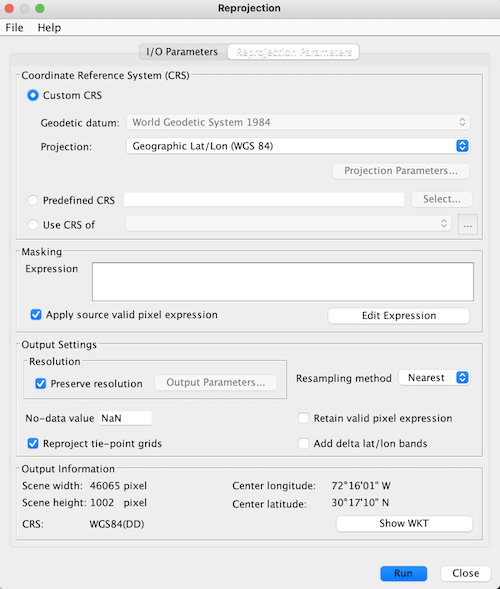 Reprojection
File Help
I/O Parameters Reprojection Parameters
Coordinate Reference System (CRS)
Custom CRS
Geodetic datum: World Geodetic System 1984
Projection: Geographic Lat/Lon (WGS 84)
Projection Parameters...
Predefined CRS Select...
Use CRS of ...
Masking
Expression
Apply source valid pixel expression Edit Expression
Output Settings
Resolution
Preserve resolution Output Parameters... Resampling method Nearest
No-data value NaN Retain valid pixel expression
Reproject tie-point grids Add delta lat/lon bands
Output Information
Scene width: 46065 pixel Center longitude: 72°16'01" W
Scene height: 1002 pixel Center latitude: 30°17'10" N
CRS: WGS84(DD) Show WKT
Run Close